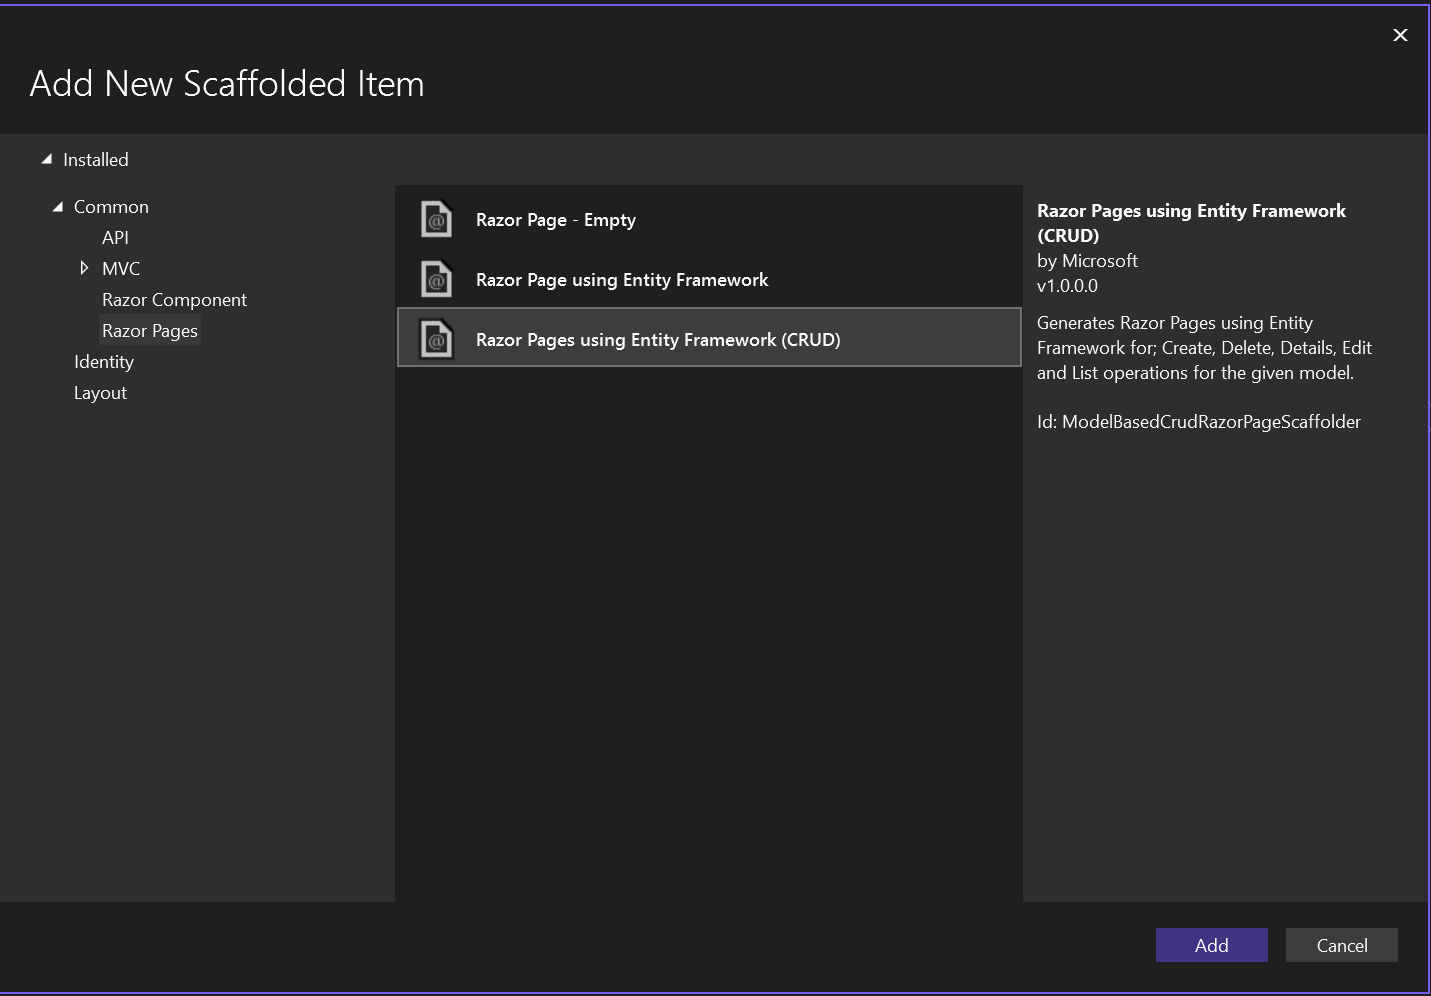 Add New Scaffolded Item
Installed
Common
API
MVC
Razor Component
Razor Pages
Identity
Layout
Razor Page - Empty
Razor Page using Entity Framework
Razor Pages using Entity Framework (CRUD)
Razor Pages using Entity Framework
(CRUD)
by Microsoft
v1.0.0.0
Generates Razor Pages using Entity
Framework for; Create, Delete, Details, Edit
and List operations for the given model.
Id: ModelBasedCrudRazorPageScaffolder
Add
Cancel